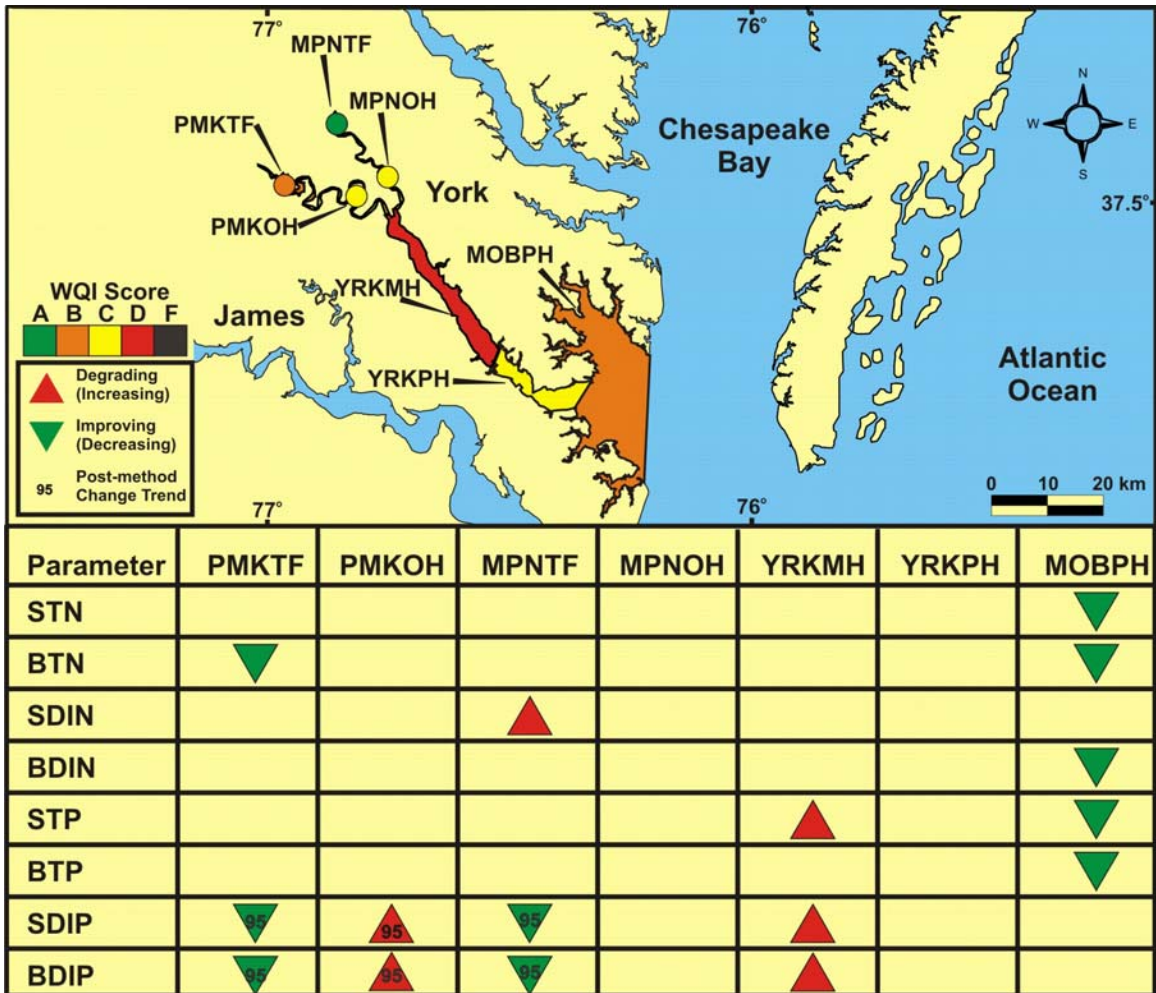 77°
76°
MPNTF
MPNOH
PMKTF
Chesapeake
Bay
N
W E
S
York
37.5°
PMKOH
MOBPH
WQI Score
A B C D F
YRKMH
James
Degrading
(Increasing)
YRKPH
Atlantic
Ocean
Improving
(Decreasing)
95 Post-method
Change Trend
0 10 20 km
77°
76°
Parameter PMKTF PMKOH MPNTF MPNOH YRKMH YRKPH MOBPH
STN
BTN
SDIN
BDIN
STP
BTP
SDIP 95 95 95
BDIP 95 95 95